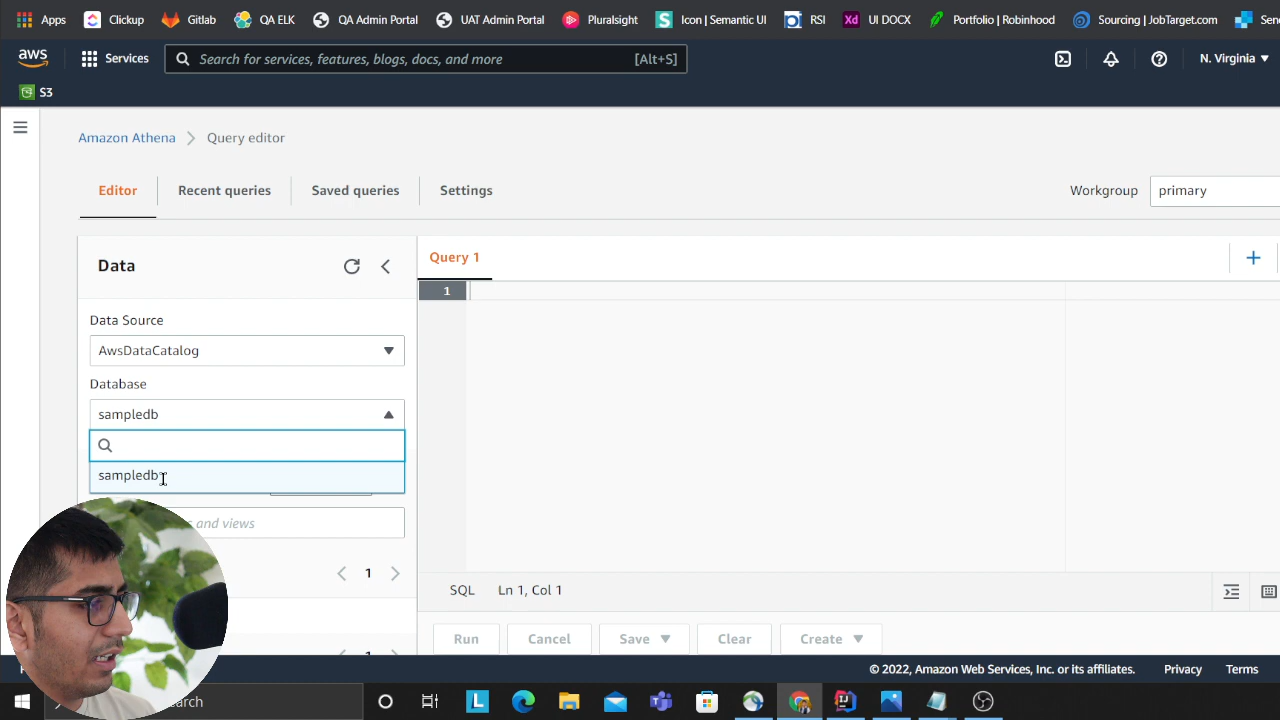 Apps Clickup Gitlab QA ELK QA Admin Portal UAT Admin Portal Pluralsight Icon | Semantic UI RSI UI DOCX Portfolio | Robinhood Sourcing | JobTarget.com Sen
aws Services Search for services, features, blogs, docs, and more [Alt+S] N. Virginia
S3
Amazon Athena Query editor
Editor Recent queries Saved queries Settings Workgroup primary
Data
Query 1
1
Data Source
AwsDataCatalog
Database
sampledb
sampledb
and views
1
SQL Ln 1, Col 1
Run Cancel Save Clear Create
© 2022, Amazon Web Services, Inc. or its affiliates. Privacy Terms